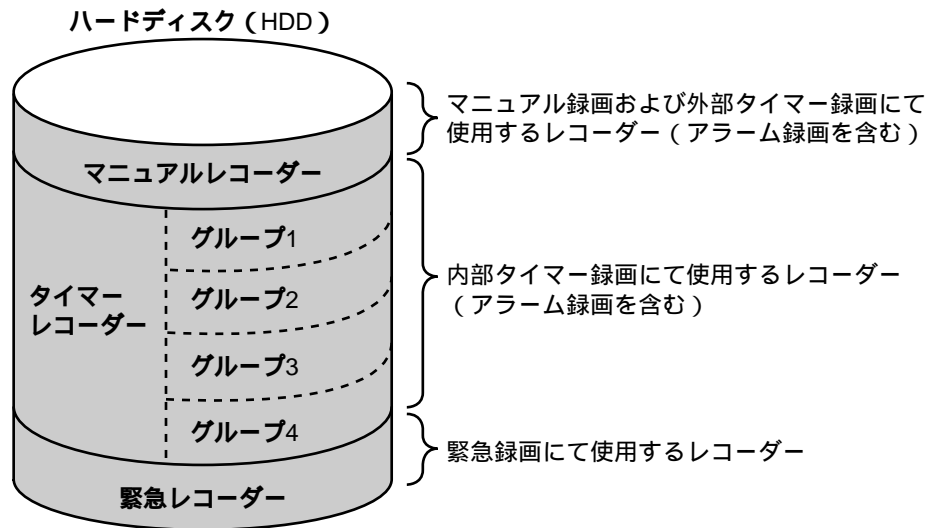 ハードディスク（HDD）
マニュアル録画および外部タイマー録画にて
使用するレコーダー（アラーム録画を含む）
マニュアルレコーダー
グループ1
内部タイマー録画にて使用するレコーダー
（アラーム録画を含む）
タイマー
レコーダー
グループ2
グループ3
グループ4
緊急録画にて使用するレコーダー
緊急レコーダー